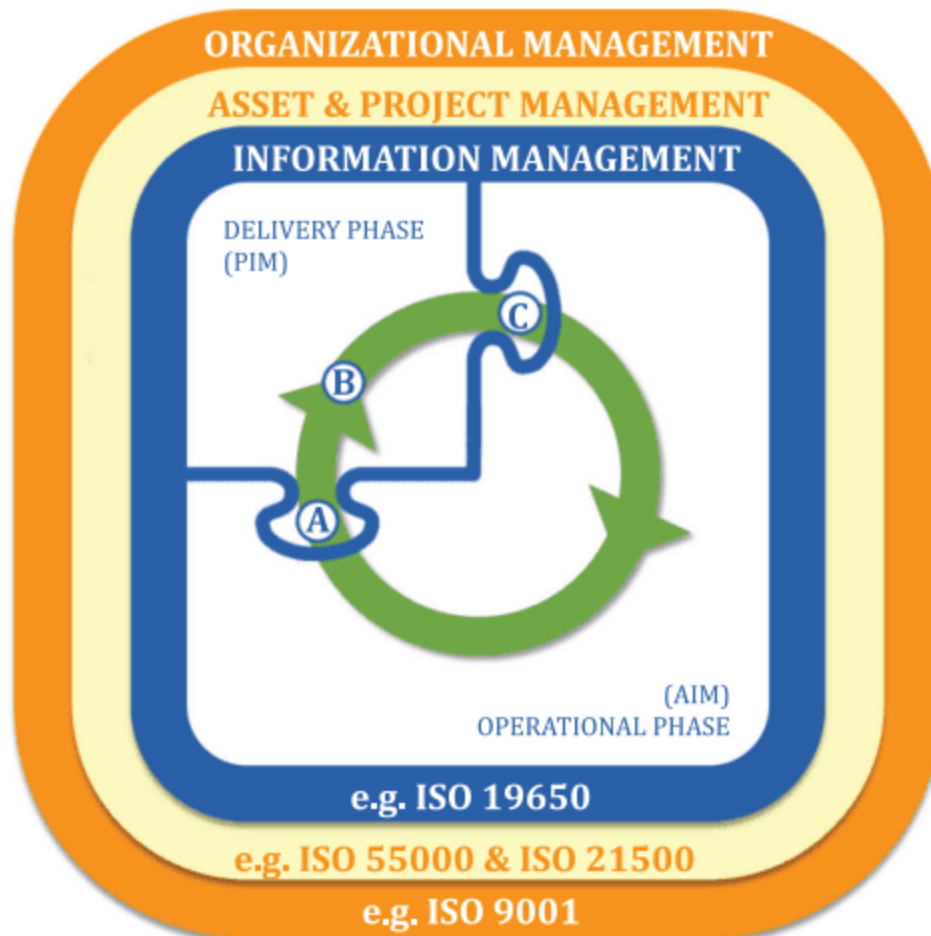 ORGANIZATIONAL MANAGEMENT
ASSET & PROJECT MANAGEMENT
INFORMATION MANAGEMENT
DELIVERY PHASE
(PIM)
C
B
A
(AIM)
OPERATIONAL PHASE
e.g. ISO 19650
e.g. ISO 55000 & ISO 21500
e.g. ISO 9001